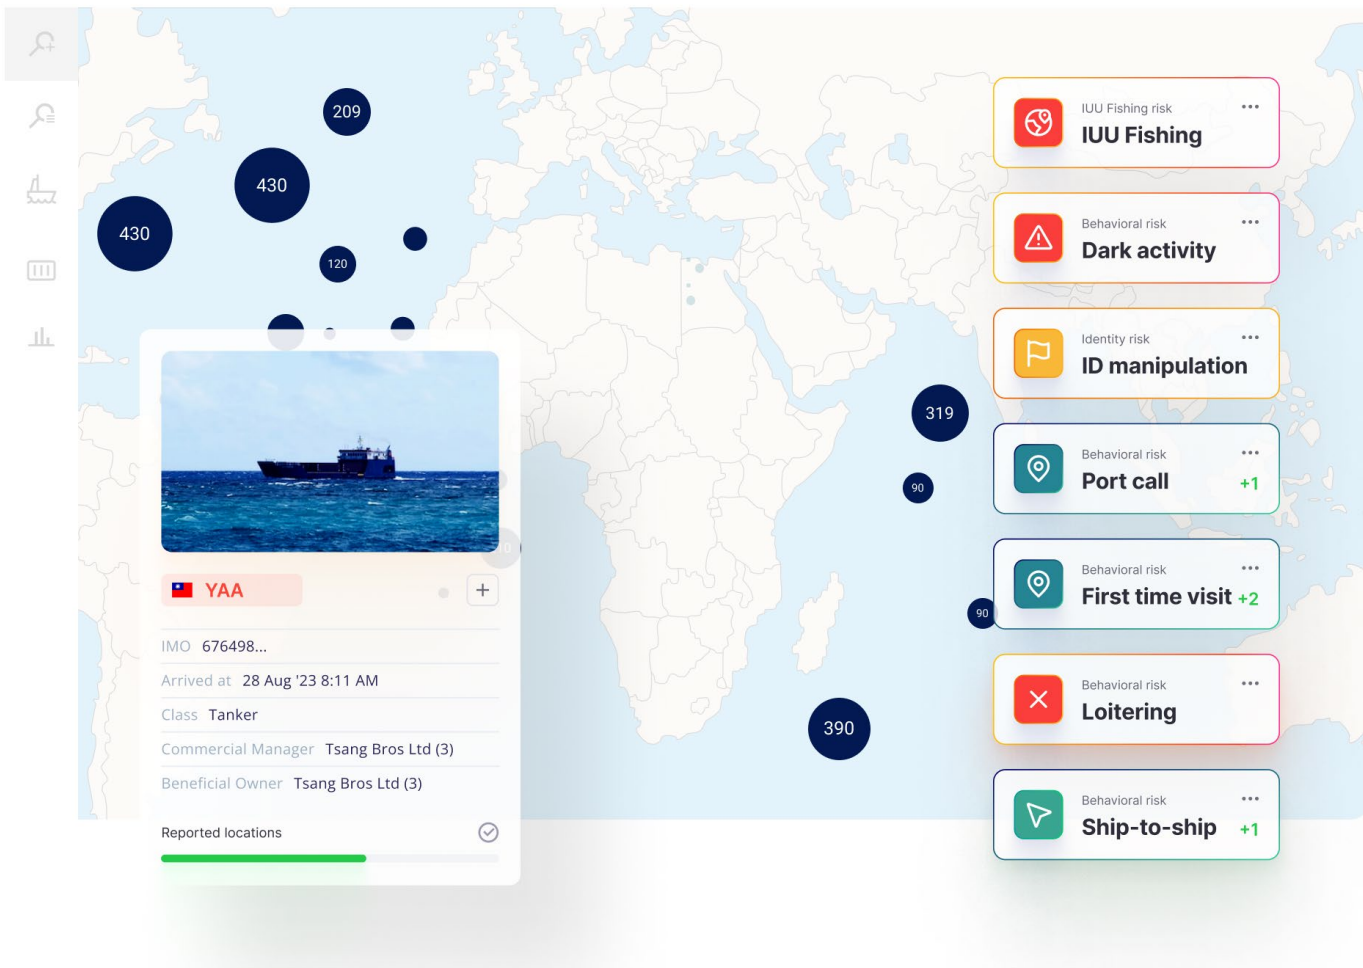 209
430
430
120
YAA
IMO 676498...
Arrived at 28 Aug '23 8:11 AM
Class Tanker
Commercial Manager Tsang Bros Ltd (3)
Beneficial Owner Tsang Bros Ltd (3)
Reported locations
319
90
90
390
IUU Fishing risk
IUU Fishing
Behavioral risk
Dark activity
Identity risk
ID manipulation
Behavioral risk
Port call +1
Behavioral risk
First time visit +2
Behavioral risk
Loitering
Behavioral risk
Ship-to-ship +1